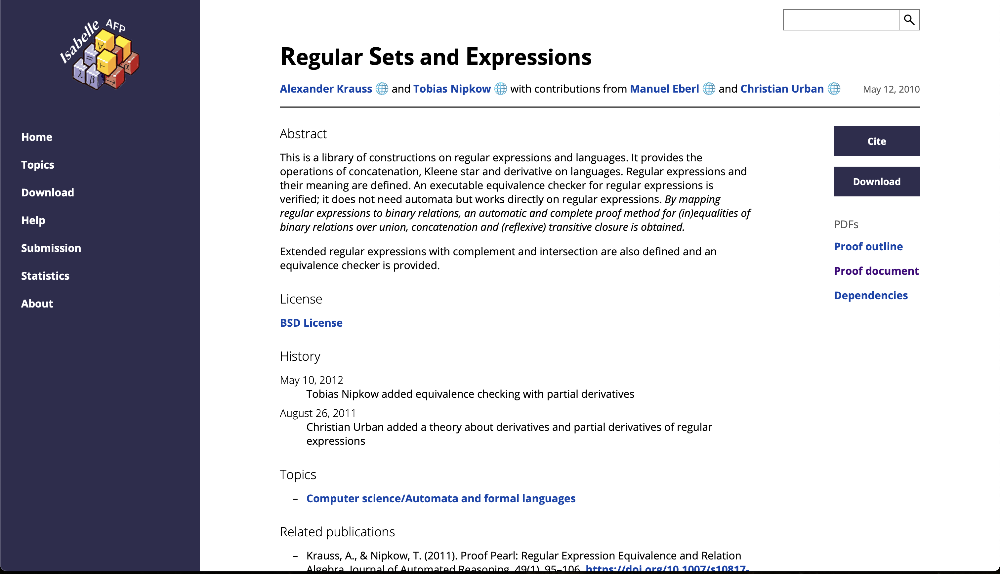 Isabelle AFP
∀
= ⊢ α
λ β →
Home
Topics
Download
Help
Submission
Statistics
About
Regular Sets and Expressions
Alexander Krauss and Tobias Nipkow with contributions from Manuel Eberl and Christian Urban May 12, 2010
Abstract
This is a library of constructions on regular expressions and languages. It provides the
operations of concatenation, Kleene star and derivative on languages. Regular expressions and
their meaning are defined. An executable equivalence checker for regular expressions is
verified; it does not need automata but works directly on regular expressions. By mapping
regular expressions to binary relations, an automatic and complete proof method for (in)equalities of
binary relations over union, concatenation and (reflexive) transitive closure is obtained.
Extended regular expressions with complement and intersection are also defined and an
equivalence checker is provided.
License
BSD License
History
May 10, 2012
Tobias Nipkow added equivalence checking with partial derivatives
August 26, 2011
Christian Urban added a theory about derivatives and partial derivatives of regular
expressions
Topics
– Computer science/Automata and formal languages
Related publications
– Krauss, A., & Nipkow, T. (2011). Proof Pearl: Regular Expression Equivalence and Relation
Algebra. Journal of Automated Reasoning, 49(1), 95–106. https://doi.org/10.1007/s10817-
Cite
Download
PDFs
Proof outline
Proof document
Dependencies